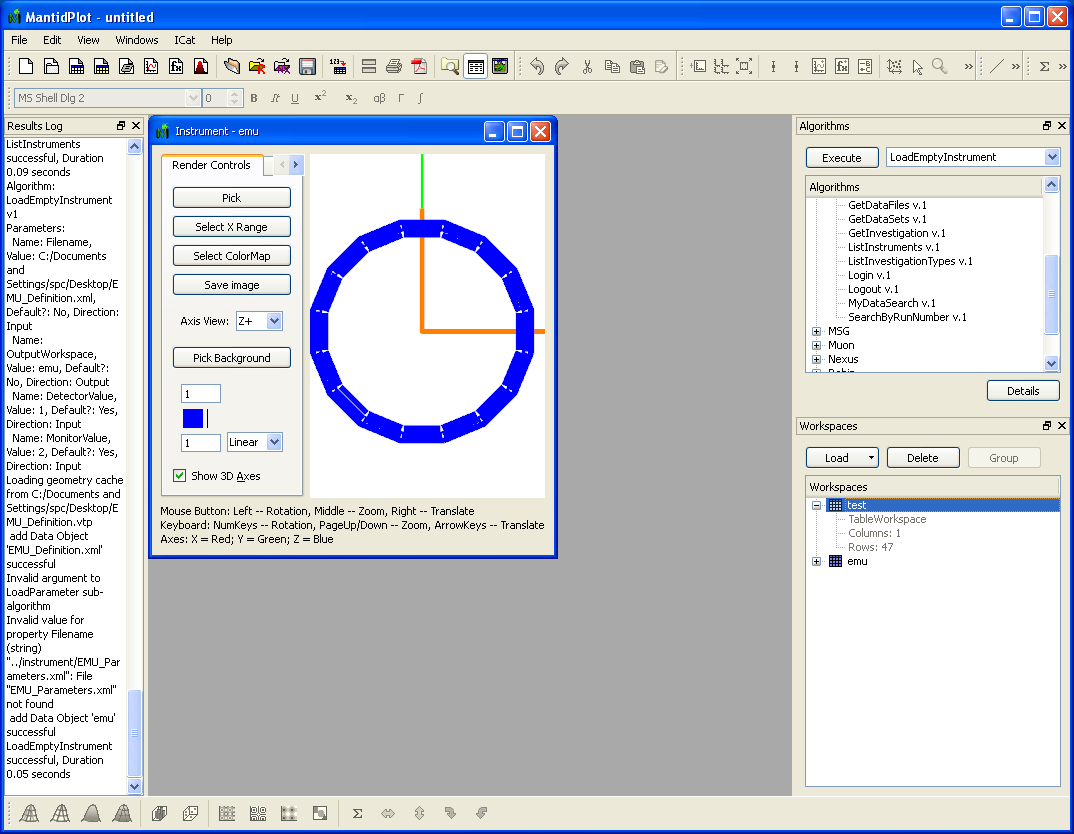 MantidPlot - untitled
File Edit View Windows ICat Help
MS Shell Dlg 2 0 B It U x² x₂ αβ Γ ∫
Results Log
ListInstruments
successful, Duration
0.09 seconds
Algorithm:
LoadEmptyInstrument
v1
Parameters:
Name: Filename,
Value: C:/Documents
and
Settings/spc/Desktop/E
MU_Definition.xml,
Default?: No, Direction:
Input
Name:
OutputWorkspace,
Value: emu, Default?:
No, Direction: Output
Name: DetectorValue,
Value: 1, Default?: Yes,
Direction: Input
Name: MonitorValue,
Value: 2, Default?: Yes,
Direction: Input
Loading geometry cache
from C:/Documents and
Settings/spc/Desktop/E
MU_Definition.vtp
add Data Object
'EMU_Definition.xml'
successful
Invalid argument to
LoadParameter sub-
algorithm
Invalid value for
property Filename
(string)
"../instrument/EMU_Par
ameters.xml": File
"EMU_Parameters.xml"
not found
add Data Object 'emu'
successful
LoadEmptyInstrument
successful, Duration
0.05 seconds
Instrument - emu
Render Controls
Pick
Select X Range
Select ColorMap
Save image
Axis View: Z+
Pick Background
1
1 Linear
Show 3D Axes
Mouse Button: Left -- Rotation, Middle -- Zoom, Right -- Translate
Keyboard: NumKeys -- Rotation, PageUp/Down -- Zoom, ArrowKeys -- Translate
Axes: X = Red; Y = Green; Z = Blue
Algorithms
Execute LoadEmptyInstrument
Algorithms
GetDataFiles v.1
GetDataSets v.1
GetInvestigation v.1
ListInstruments v.1
ListInvestigationTypes v.1
Login v.1
Logout v.1
MyDataSearch v.1
SearchByRunNumber v.1
MSG
Muon
Nexus
Details
Workspaces
Load Delete Group
Workspaces
test
TableWorkspace
Columns: 1
Rows: 47
emu